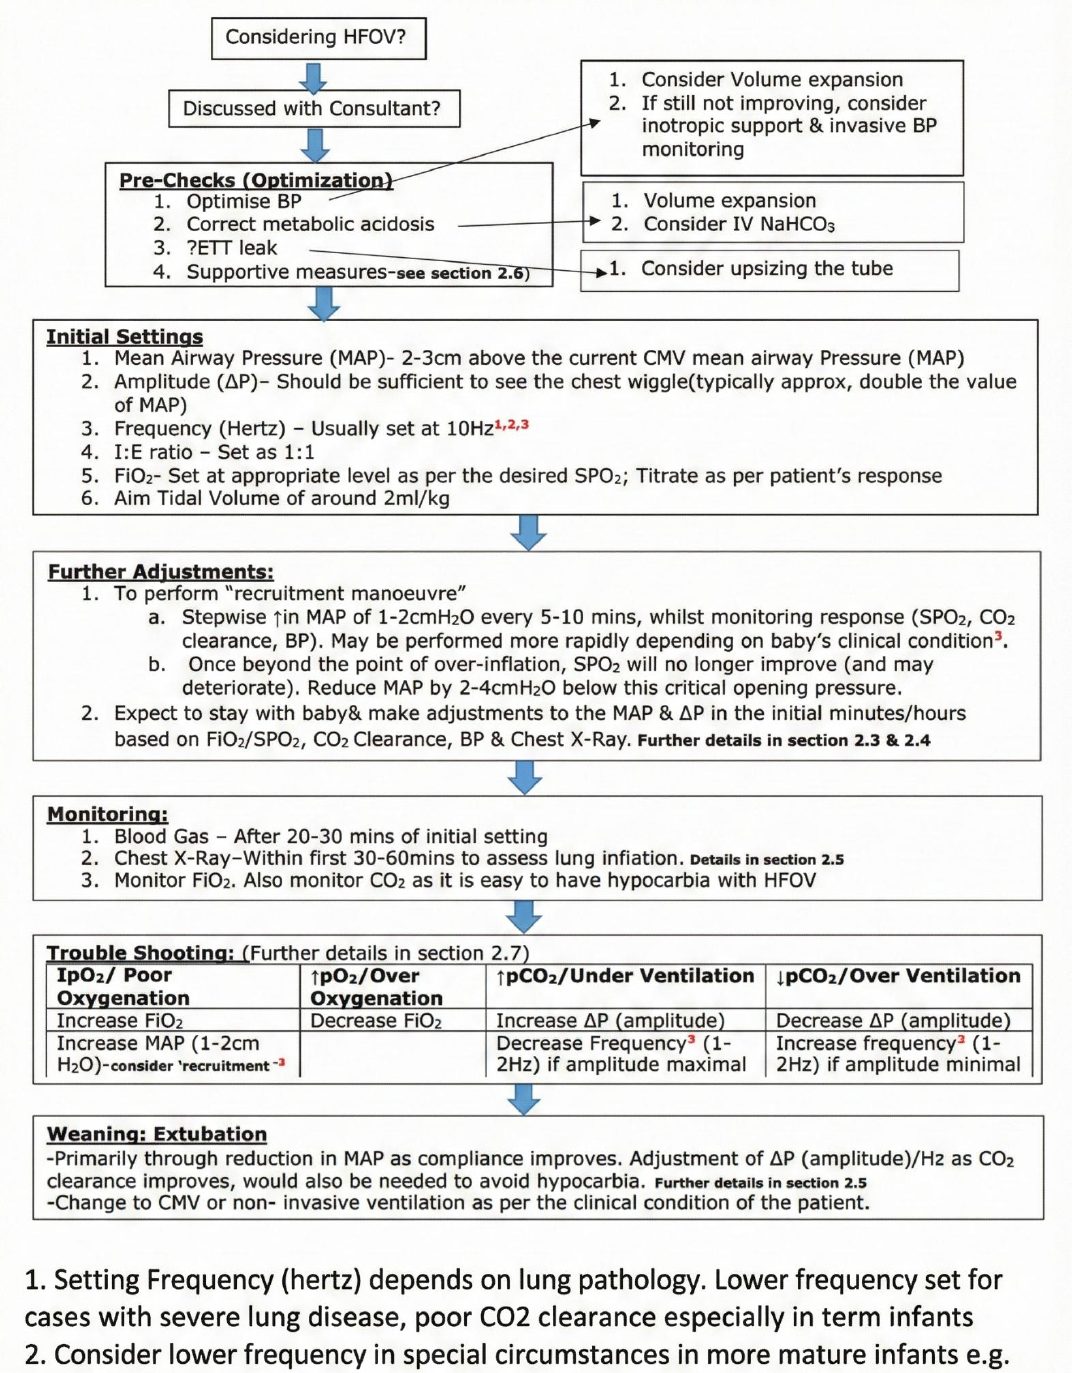 Considering HFOV?
Discussed with Consultant?
1. Consider Volume expansion
2. If still not improving, consider
inotropic support & invasive BP
monitoring
Pre-Checks (Optimization)
1. Optimise BP
2. Correct metabolic acidosis
3. ?ETT leak
4. Supportive measures-see section 2.6)
1. Volume expansion
2. Consider IV NaHCO₃
1. Consider upsizing the tube
Initial Settings
1. Mean Airway Pressure (MAP)- 2-3cm above the current CMV mean airway Pressure (MAP)
2. Amplitude (ΔP)– Should be sufficient to see the chest wiggle(typically approx, double the value
of MAP)
3. Frequency (Hertz) – Usually set at 10Hz¹,²,³
4. I:E ratio – Set as 1:1
5. FiO₂- Set at appropriate level as per the desired SPO₂; Titrate as per patient's response
6. Aim Tidal Volume of around 2ml/kg
Further Adjustments:
1. To perform "recruitment manoeuvre"
a. Stepwise ↑in MAP of 1-2cmH₂O every 5-10 mins, whilst monitoring response (SPO₂, CO₂
clearance, BP). May be performed more rapidly depending on baby's clinical condition³.
b. Once beyond the point of over-inflation, SPO₂ will no longer improve (and may
deteriorate). Reduce MAP by 2-4cmH₂O below this critical opening pressure.
2. Expect to stay with baby& make adjustments to the MAP & ΔP in the initial minutes/hours
based on FiO₂/SPO₂, CO₂ Clearance, BP & Chest X-Ray. Further details in section 2.3 & 2.4
Monitoring:
1. Blood Gas – After 20-30 mins of initial setting
2. Chest X-Ray–Within first 30-60mins to assess lung infiation. Details in section 2.5
3. Monitor FiO₂. Also monitor CO₂ as it is easy to have hypocarbia with HFOV
Trouble Shooting: (Further details in section 2.7)
IpO₂/ Poor
Oxygenation
↑pO₂/Over
Oxygenation
↑pCO₂/Under Ventilation
↓pCO₂/Over Ventilation
Increase FiO₂
Decrease FiO₂
Increase ΔP (amplitude)
Decrease ΔP (amplitude)
Increase MAP (1-2cm
H₂O)-consider 'recruitment-³
Decrease Frequency³ (1-
2Hz) if amplitude maximal
Increase frequency³ (1-
2Hz) if amplitude minimal
Weaning: Extubation
-Primarily through reduction in MAP as compliance improves. Adjustment of ΔP (amplitude)/Hz as CO₂
clearance improves, would also be needed to avoid hypocarbia. Further details in section 2.5
-Change to CMV or non- invasive ventilation as per the clinical condition of the patient.
1. Setting Frequency (hertz) depends on lung pathology. Lower frequency set for
cases with severe lung disease, poor CO2 clearance especially in term infants
2. Consider lower frequency in special circumstances in more mature infants e.g.